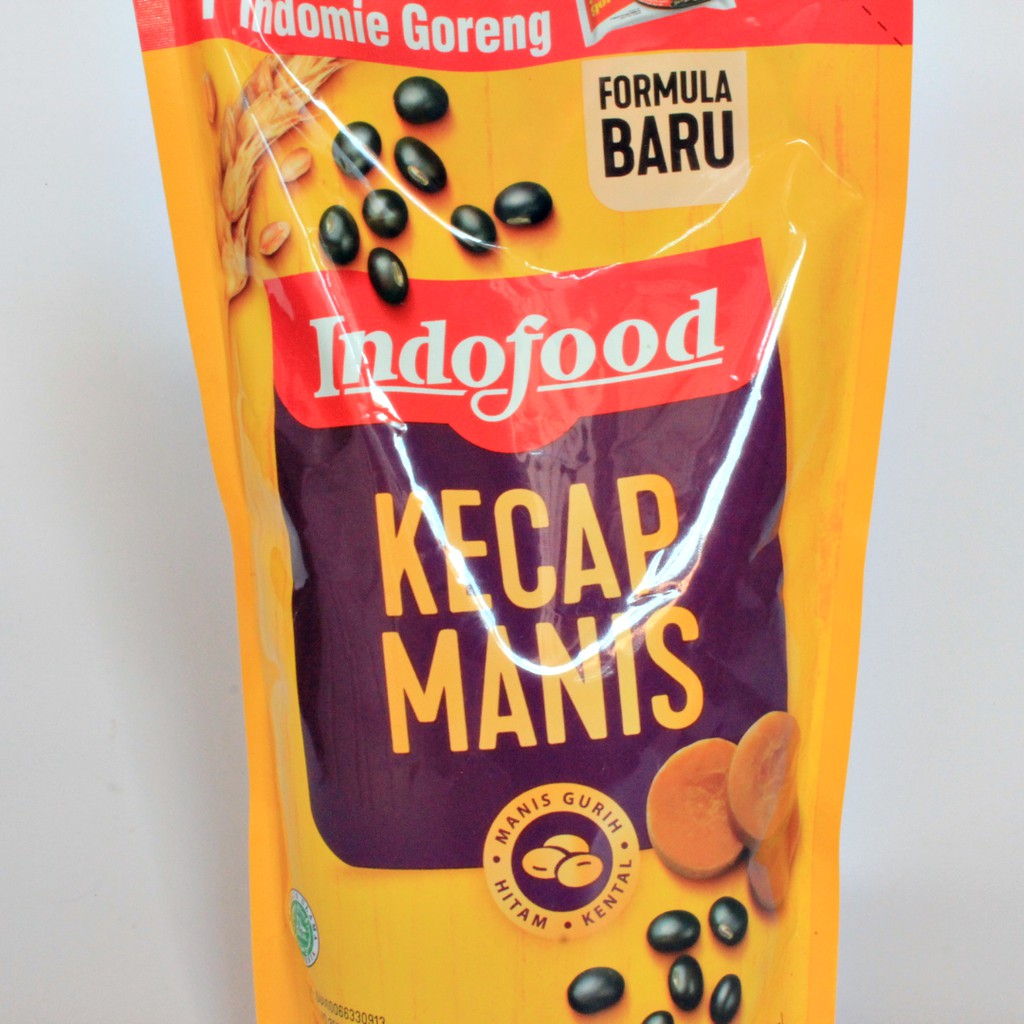 Indomie Goreng
FORMULA
BARU
Indofood
KECAP
MANIS
MANIS GURIH
HITAM • KENTAL